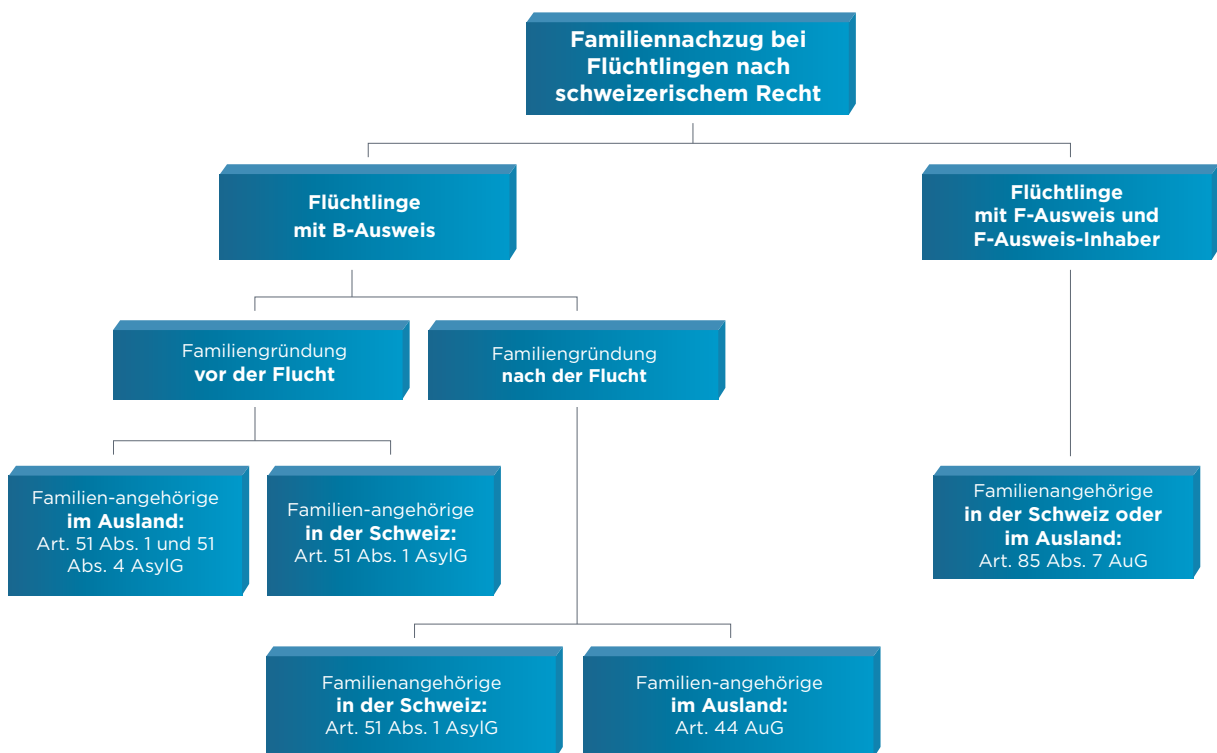 Familiennachzug bei
Flüchtlingen nach
schweizerischem Recht
Flüchtlinge
mit B-Ausweis
Flüchtlinge
mit F-Ausweis und
F-Ausweis-Inhaber
Familiengründung
vor der Flucht
Familiengründung
nach der Flucht
Familien-angehörige
im Ausland:
Art. 51 Abs. 1 und 51
Abs. 4 AsylG
Familien-angehörige
in der Schweiz:
Art. 51 Abs. 1 AsylG
Familienangehörige
in der Schweiz oder
im Ausland:
Art. 85 Abs. 7 AuG
Familienangehörige
in der Schweiz:
Art. 51 Abs. 1 AsylG
Familien-angehörige
im Ausland:
Art. 44 AuG